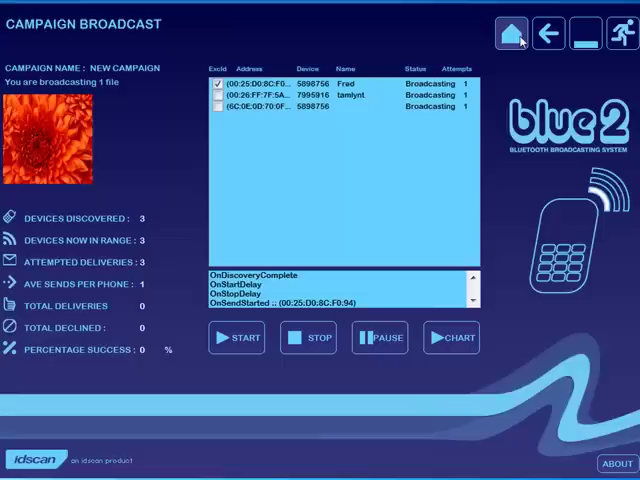 CAMPAIGN BROADCAST
CAMPAIGN NAME : NEW CAMPAIGN
You are broadcasting 1 file
Excld Address Device Name Status Attempts
(00:25:D0:8C:F0... 5898756 Fred Broadcasting 1
(00:26:FF:7F:5A... 7995916 tamlynt Broadcasting 1
(6C:0E:0D:70:0F... 5898756 Broadcasting 1
blue2
BLUETOOTH BROADCASTING SYSTEM
DEVICES DISCOVERED : 3
DEVICES NOW IN RANGE : 3
ATTEMPTED DELIVERIES : 3
AVE SENDS PER PHONE : 1
TOTAL DELIVERIES 0
TOTAL DECLINED : 0
PERCENTAGE SUCCESS : 0 %
OnDiscoveryComplete
OnStartDelay
OnStopDelay
OnSendStarted :: (00:25:D0:8C:F0:94)
START STOP PAUSE CHART
idscan an idscan product
ABOUT